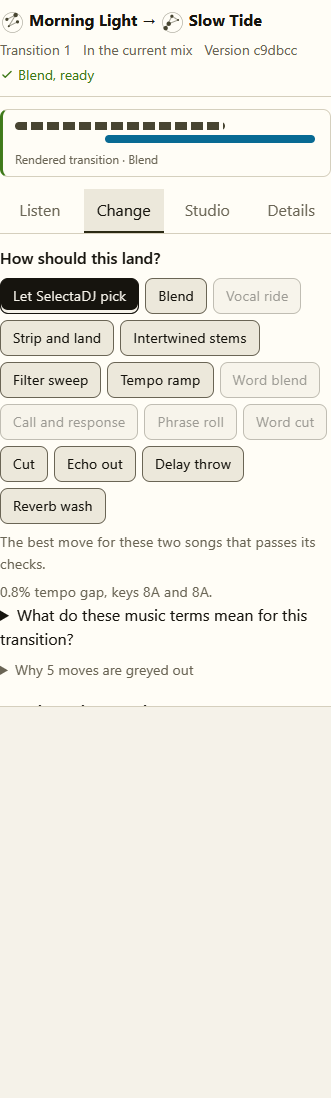 Morning Light → Slow Tide
Transition 1 In the current mix Version c9dbcc
✓ Blend, ready
Rendered transition · Blend
Listen Change Studio Details
How should this land?
Let SelectaDJ pick Blend Vocal ride
Strip and land Intertwined stems
Filter sweep Tempo ramp Word blend
Call and response Phrase roll Word cut
Cut Echo out Delay throw
Reverb wash
The best move for these two songs that passes its
checks.
0.8% tempo gap, keys 8A and 8A.
▶ What do these music terms mean for this
transition?
▶ Why 5 moves are greyed out